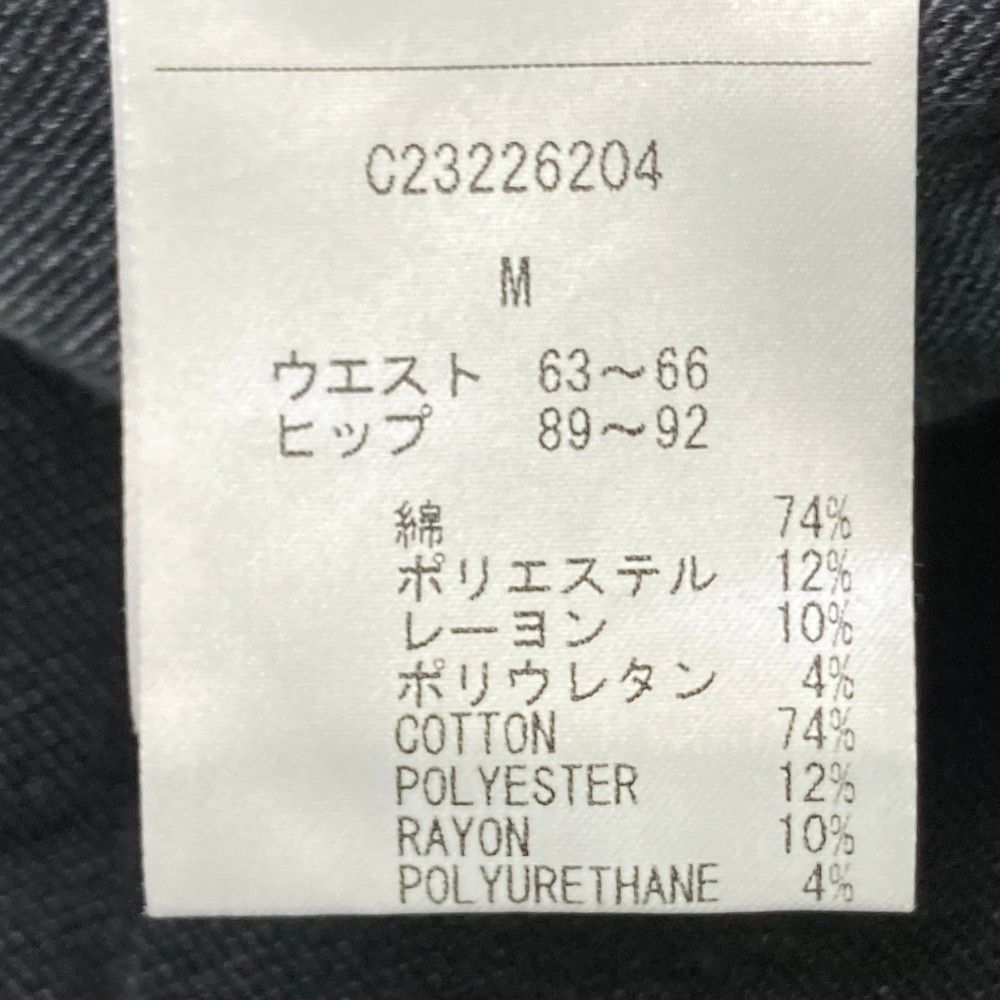 C23226204
M
ウエスト 63～66
ヒップ 89～92
綿 74%
ポリエステル 12%
レーヨン 10%
ポリウレタン 4%
COTTON 74%
POLYESTER 12%
RAYON 10%
POLYURETHANE 4%